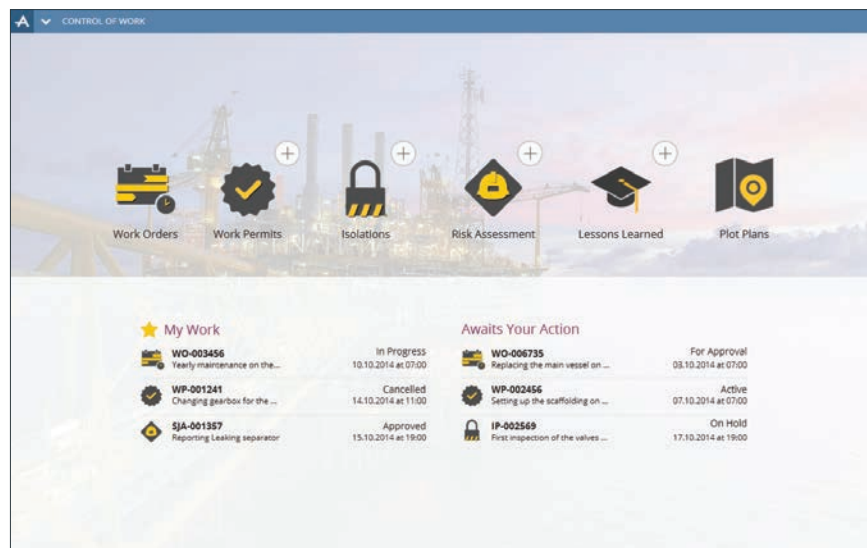 CONTROL OF WORK
Work Orders
Work Permits
Isolations
Risk Assessment
Lessons Learned
Plot Plans
My Work
WO-003456
In Progress
Yearly maintenance on the...
10.10.2014 at 07:00
WP-001241
Cancelled
Changing gearbox for the ...
14.10.2014 at 11:00
SJA-001357
Approved
Reporting Leaking separator
15.10.2014 at 19:00
Awaits Your Action
WO-006735
For Approval
Replacing the main vessel on ...
03.10.2014 at 07:00
WP-002456
Active
Setting up the scaffolding on ...
07.10.2014 at 07:00
IP-002569
On Hold
First inspection of the valves ...
17.10.2014 at 19:00